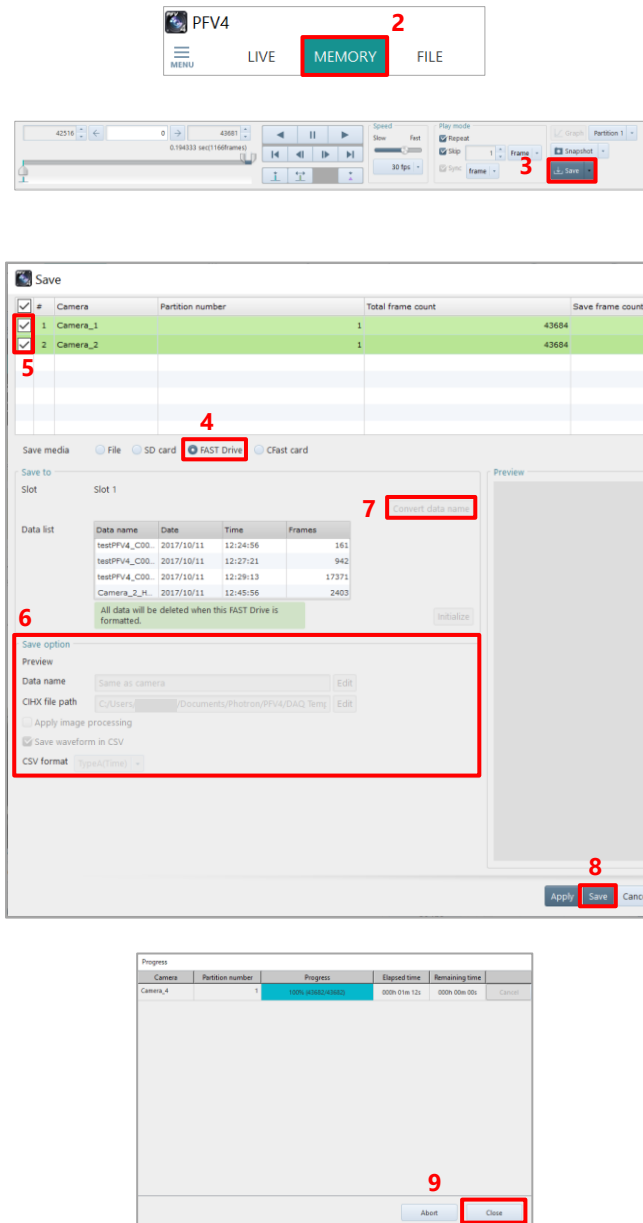 PFV4
2
MENU
LIVE
MEMORY
FILE
42516
0
43681
0.194333 sec(1166frames)
Speed
Slow Fast
30 fps
Play mode
Repeat
Skip 1 Frame
Sync frame
Graph Partition 1
Snapshot
3
Save
Save
# Camera Partition number Total frame count Save frame count
1 Camera_1 1 43684
2 Camera_2 1 43684
5
4
Save media File SD card FAST Drive CFast card
Save to
Preview
Slot Slot 1
7
Convert data name
Data list
Data name Date Time Frames
testPFV4_C00... 2017/10/11 12:24:56 161
testPFV4_C00... 2017/10/11 12:27:21 942
testPFV4_C00... 2017/10/11 12:29:13 17371
Camera_2_H... 2017/10/11 12:45:56 2403
6
All data will be deleted when this FAST Drive is
formatted.
Initialize
Save option
Preview
Data name Same as camera Edit
CIHX file path C:/Users/ /Documents/Photron/PFV4/DAQ Temp Edit
Apply image processing
Save waveform in CSV
CSV format TypeA(Time)
8
Apply Save Cance
Progress
Camera Partition number Progress Elapsed time Remaining time
Camera_4 1 100% (43682/43682) 000h 01m 12s 000h 00m 00s Cancel
9
Abort Close